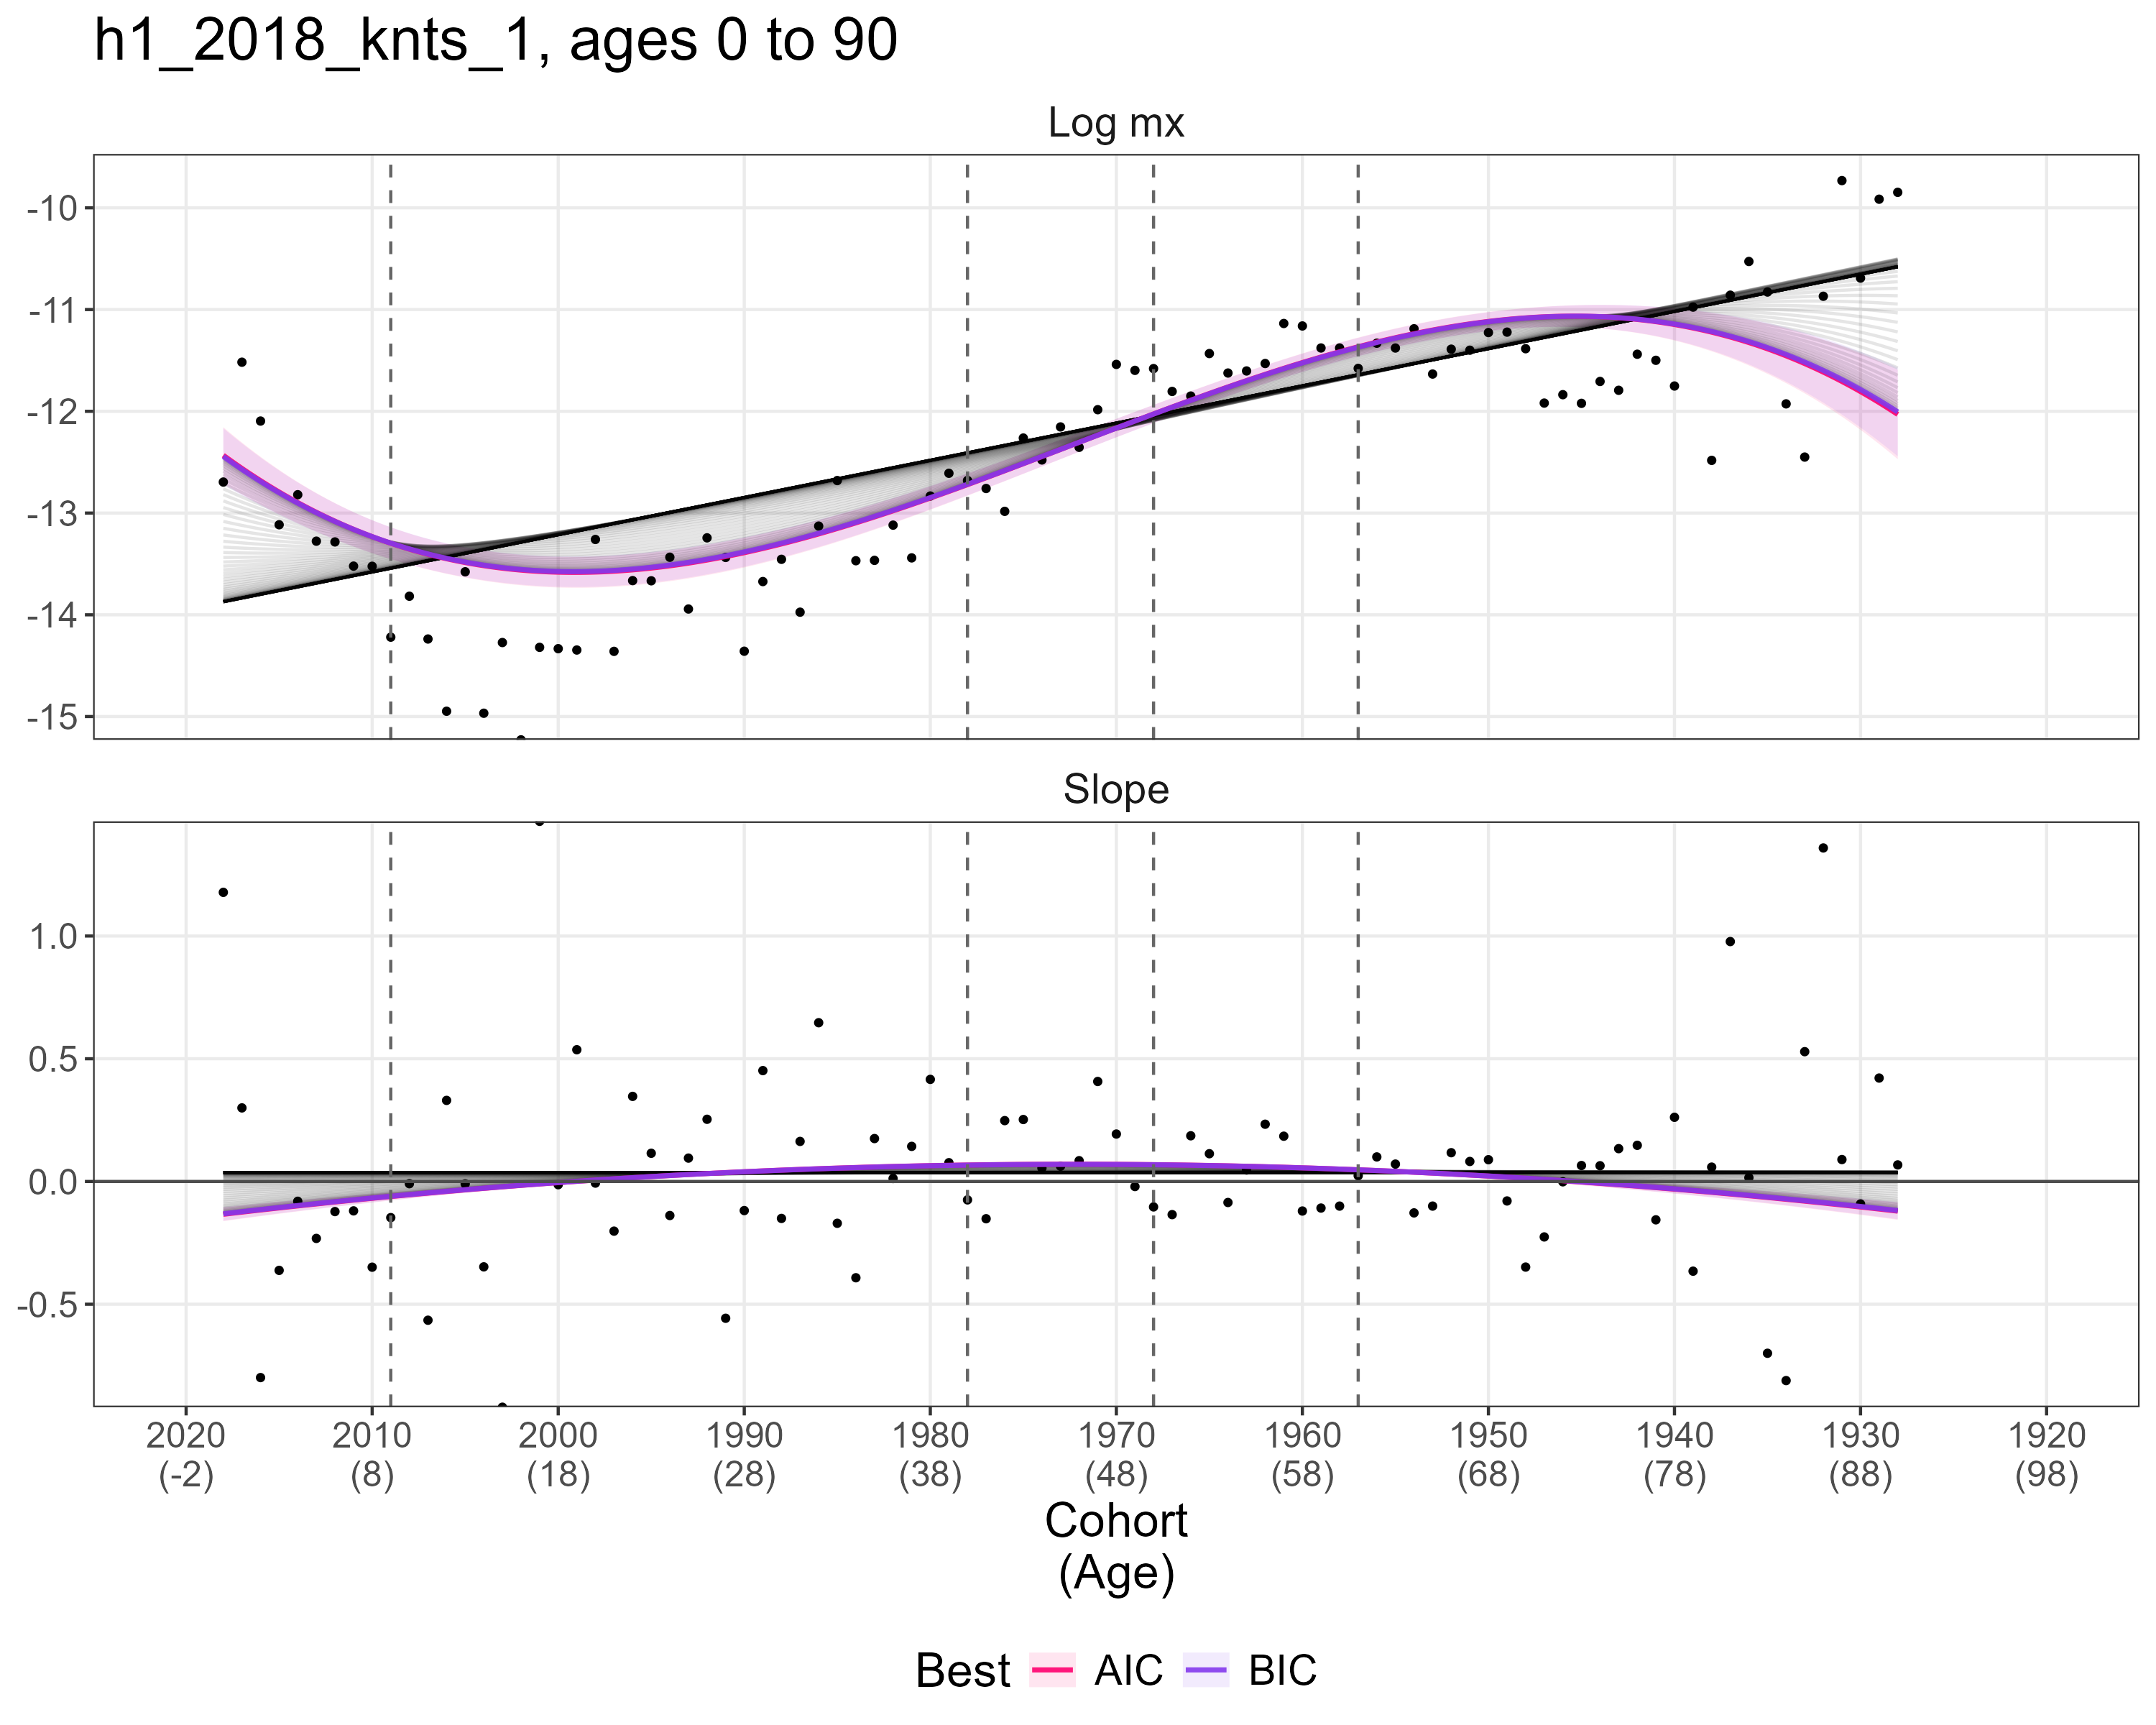 h1_2018_knts_1, ages 0 to 90
Log mx
-10
-11
-12
-13
-14
-15
Slope
1.0
0.5
0.0
-0.5
2020 2010 2000 1990 1980 1970 1960 1950 1940 1930 1920
(-2) (8) (18) (28) (38) (48) (58) (68) (78) (88) (98)
Cohort
(Age)
Best AIC BIC